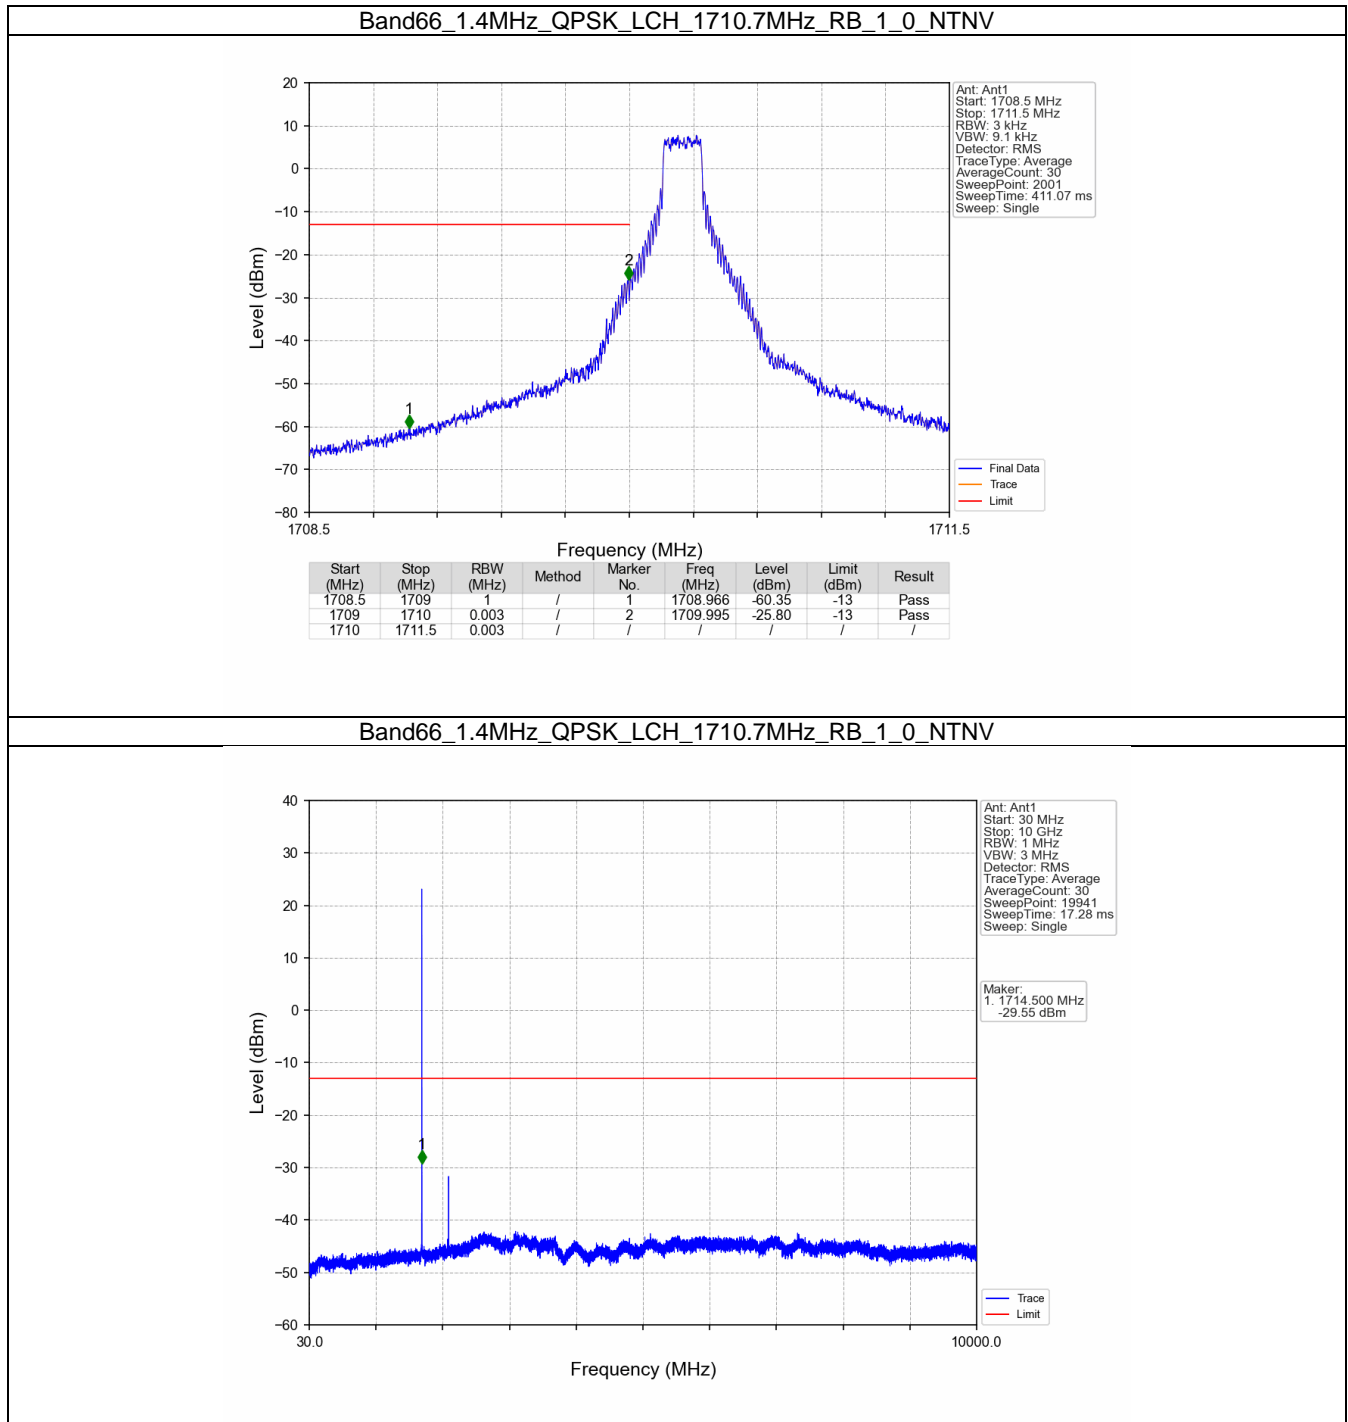 Band66_1.4MHz_QPSK_LCH_1710.7MHz_RB_1_0_NTNV
20
10
0
−10
−20
−30
−40
−50
−60
−70
−80
Level (dBm)
1
2
1708.5
1711.5
Frequency (MHz)
Ant: Ant1
Start: 1708.5 MHz
Stop: 1711.5 MHz
RBW: 3 kHz
VBW: 9.1 kHz
Detector: RMS
TraceType: Average
AverageCount: 30
SweepPoint: 2001
SweepTime: 411.07 ms
Sweep: Single
Final Data
Trace
Limit
Start (MHz) Stop (MHz) RBW (MHz) Method Marker No. Freq (MHz) Level (dBm) Limit (dBm) Result
1708.5 1709 1 / 1 1708.966 -60.35 -13 Pass
1709 1710 0.003 / 2 1709.995 -25.80 -13 Pass
1710 1711.5 0.003 / / / / / /
Band66_1.4MHz_QPSK_LCH_1710.7MHz_RB_1_0_NTNV
40
30
20
10
0
−10
−20
−30
−40
−50
−60
Level (dBm)
1
30.0
10000.0
Frequency (MHz)
Ant: Ant1
Start: 30 MHz
Stop: 10 GHz
RBW: 1 MHz
VBW: 3 MHz
Detector: RMS
TraceType: Average
AverageCount: 30
SweepPoint: 19941
SweepTime: 17.28 ms
Sweep: Single
Maker:
1. 1714.500 MHz
-29.55 dBm
Trace
Limit